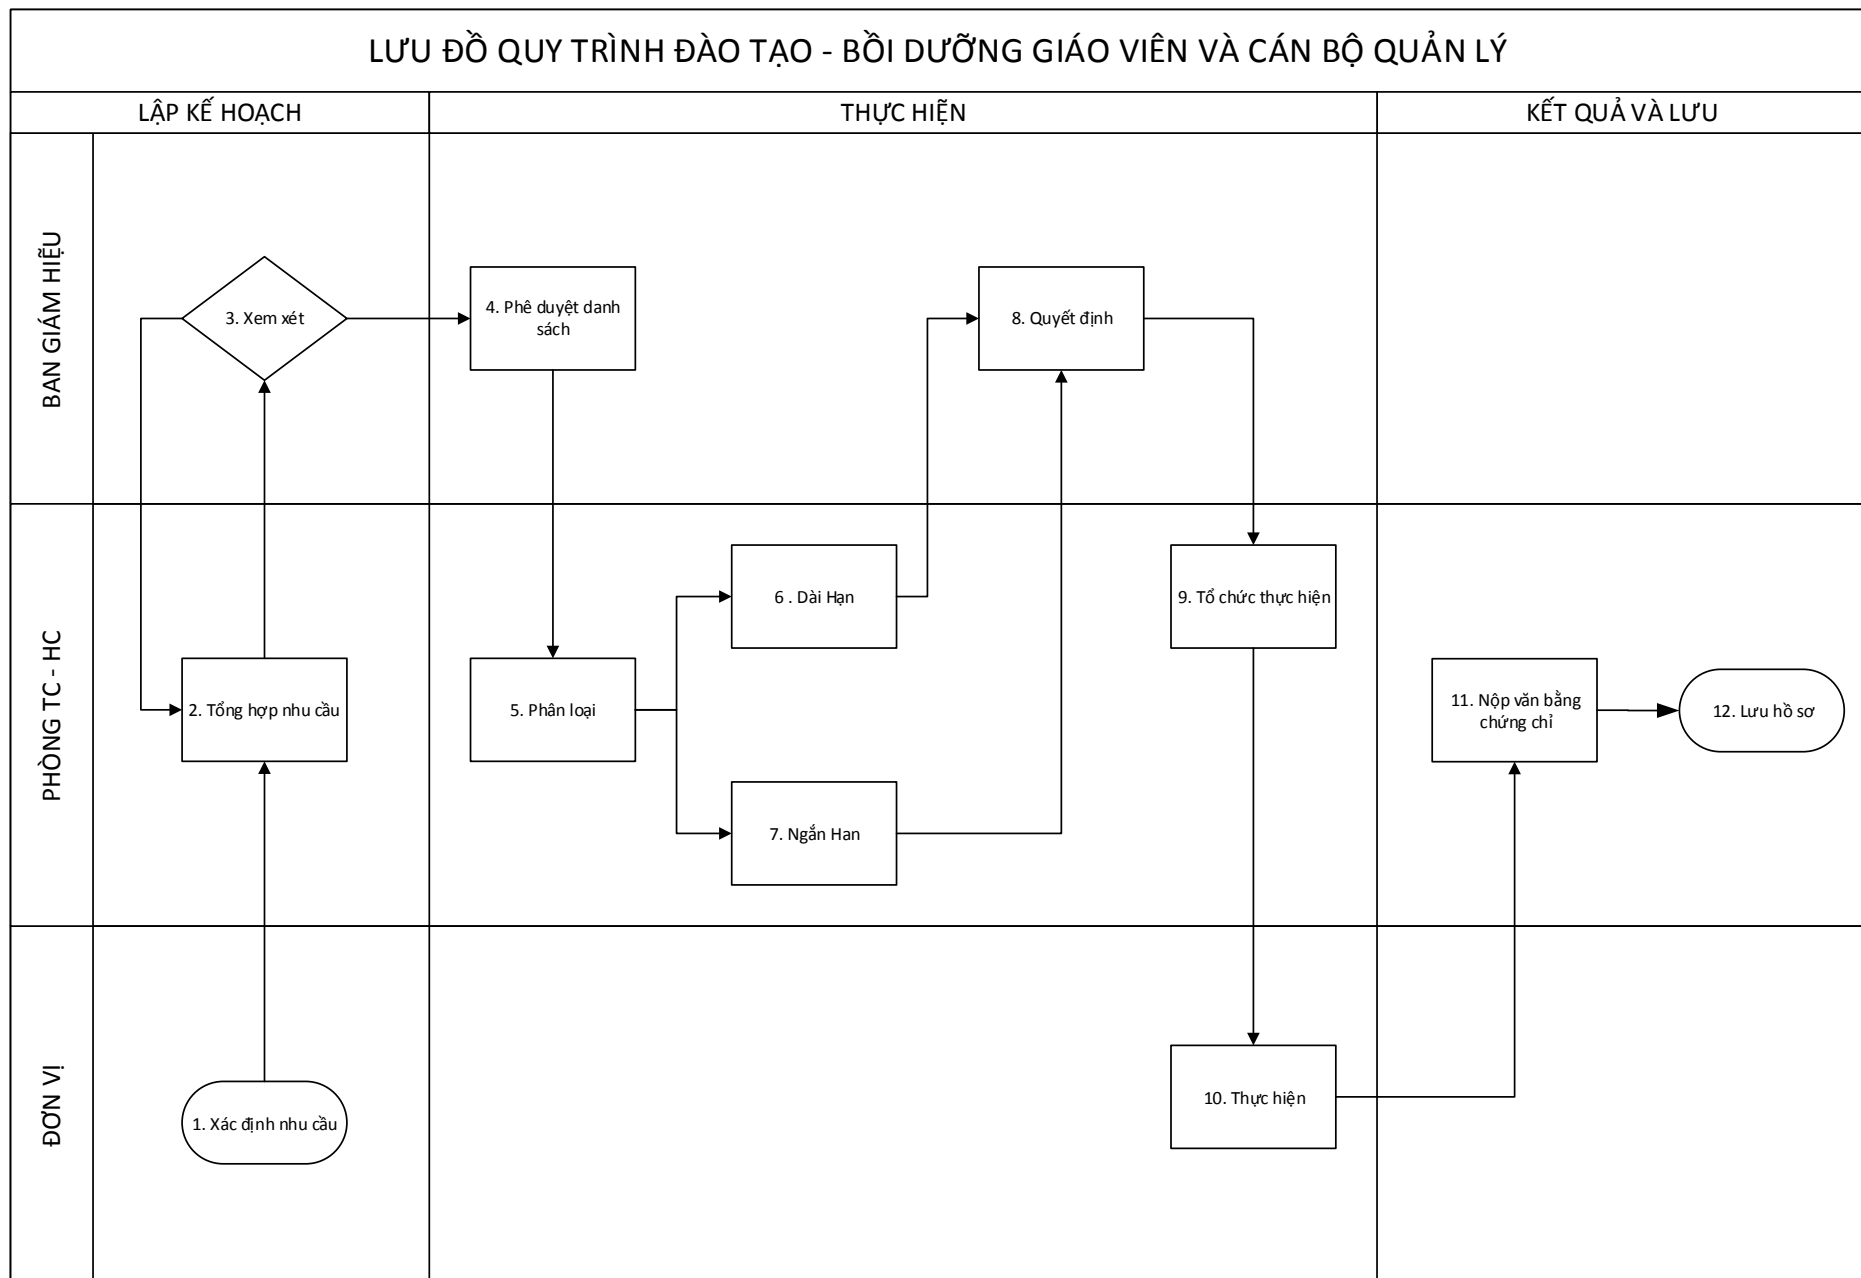 LƯU ĐỒ QUY TRÌNH ĐÀO TẠO - BỒI DƯỠNG GIÁO VIÊN VÀ CÁN BỘ QUẢN LÝ
LẬP KẾ HOẠCH
THỰC HIỆN
KẾT QUẢ VÀ LƯU
BAN GIÁM HIỆU
3. Xem xét
4. Phê duyệt danh
sách
8. Quyết định
PHÒNG TC - HC
2. Tổng hợp nhu cầu
5. Phân loại
6 . Dài Hạn
7. Ngắn Han
9. Tổ chức thực hiện
11. Nộp văn bằng
chứng chỉ
12. Lưu hồ sơ
ĐƠN VỊ
1. Xác định nhu cầu
10. Thực hiện